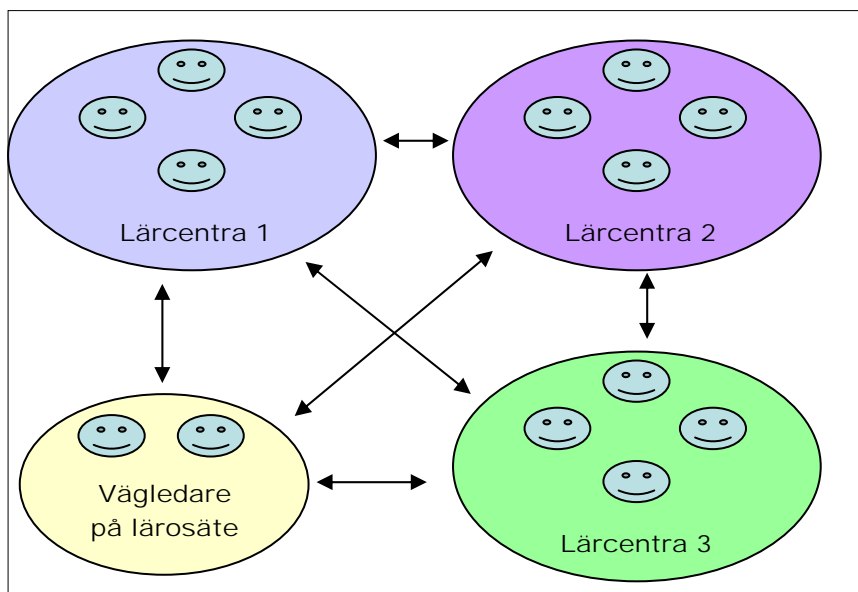 Lärcentra 1
Lärcentra 2
Vägledare
på lärosäte
Lärcentra 3